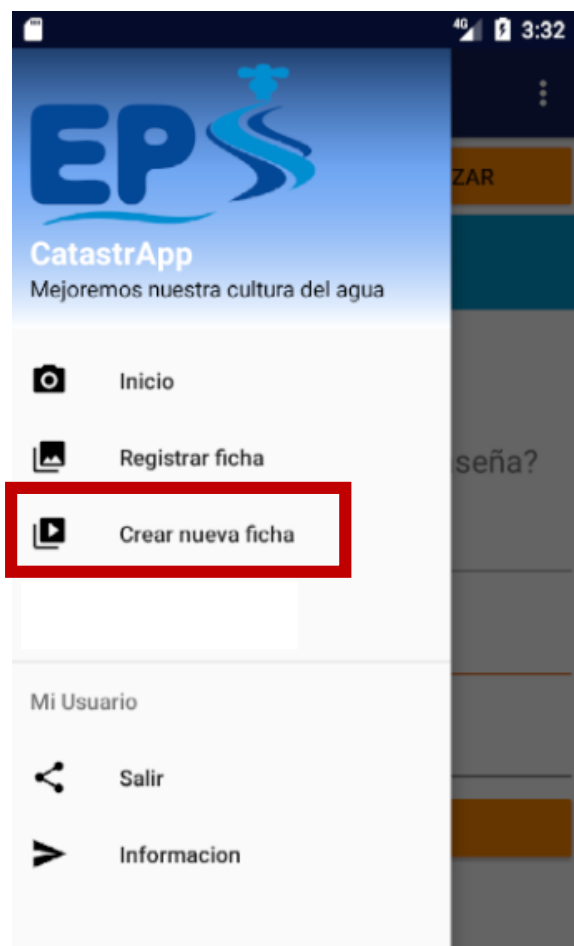 4G 3:32
EPS
ZAR
CatastrApp
Mejoremos nuestra cultura del agua
Inicio
Registrar ficha
seña?
Crear nueva ficha
Mi Usuario
Salir
Informacion